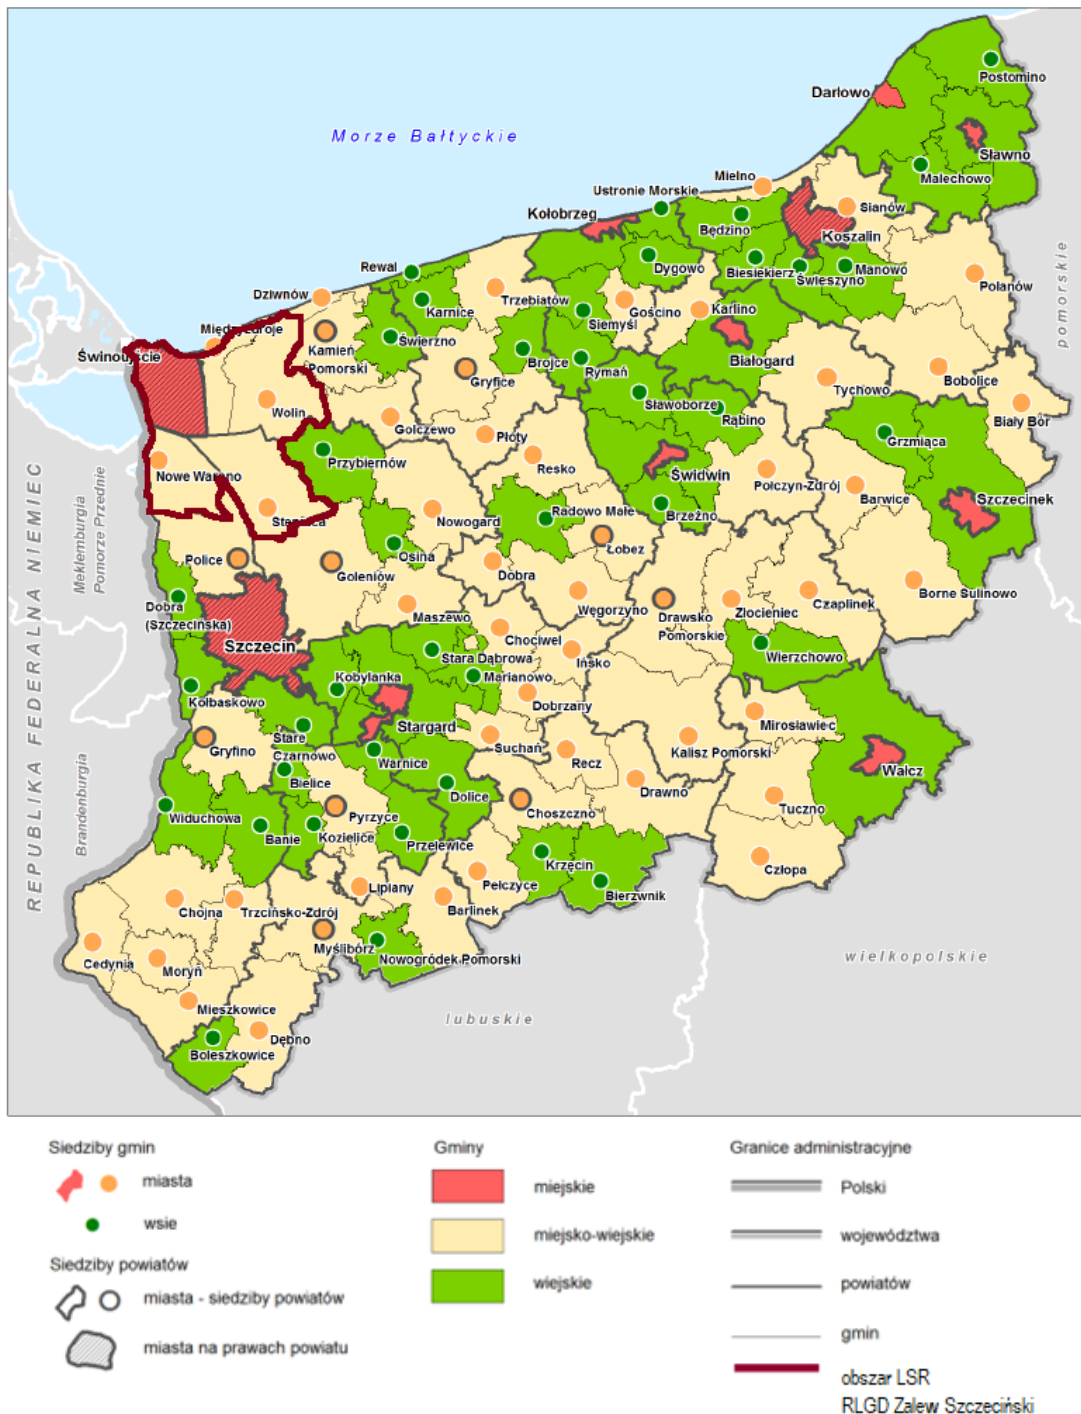 Postomino
Darłowo
Morze Bałtyckie
Sławno
Malechowo
Mielno
Ustronie Morskie
Sianów
Kołobrzeg
Będzino
Koszalin
pomorskie
Rewal
Dygowo
Biesiekierz
Manowo
Świeszyno
Polanów
Dziwnów
Trzebiatów
Karnice
Siemyśl
Gościno
Karlino
Międzyzdroje
Świerzno
Kamień
Pomorski
Świnoujście
Brojce
Rymań
Białogard
Gryfice
Tychowo
Bobolice
Wolin
Sławoborze
Biały Bór
Gołczewo
Rąbino
Płoty
Grzmiąca
Przybiernów
Resko
Świdwin
Nowe Warpno
Połczyn-Zdrój
Barwice
Szczecinek
Stepnica
Nowogard
Radowo Małe
Brzeżno
REPUBLIKA FEDERALNA NIEMIEC
Meklemburgia
Pomorze Przednie
Police
Osina
Łobez
Goleniów
Dobra
Borne Sulinowo
Dobra
(Szczecińska)
Maszewo
Węgorzyno
Drawsko
Pomorskie
Złocieniec
Czaplinek
Szczecin
Chociwel
Stara Dąbrowa
Ińsko
Wierzchowo
Kobylanka
Marianowo
Kołbaskowo
Dobrzany
Stargard
Mirosławiec
Stare
Czarnowo
Gryfino
Suchań
Kalisz Pomorski
Warnice
Recz
Wałcz
Brandenburgia
Bielice
Dolice
Drawno
Tuczno
Widuchowa
Pyrzyce
Choszczno
Banie
Kozielice
Przelewice
Krzęcin
Człopa
Lipiany
Pełczyce
Bierzwnik
Chojna
Trzcińsko-Zdrój
Barlinek
Myślibórz
Nowogródek Pomorski
Cedynia
Moryń
wielkopolskie
Mieszkowice
lubuskie
Dębno
Boleszkowice
Siedziby gmin
miasta
wsie
Siedziby powiatów
miasta - siedziby powiatów
miasta na prawach powiatu
Gminy
miejskie
miejsko-wiejskie
wiejskie
Granice administracyjne
Polski
województwa
powiatów
gmin
obszar LSR
RLGD Zalew Szczeciński